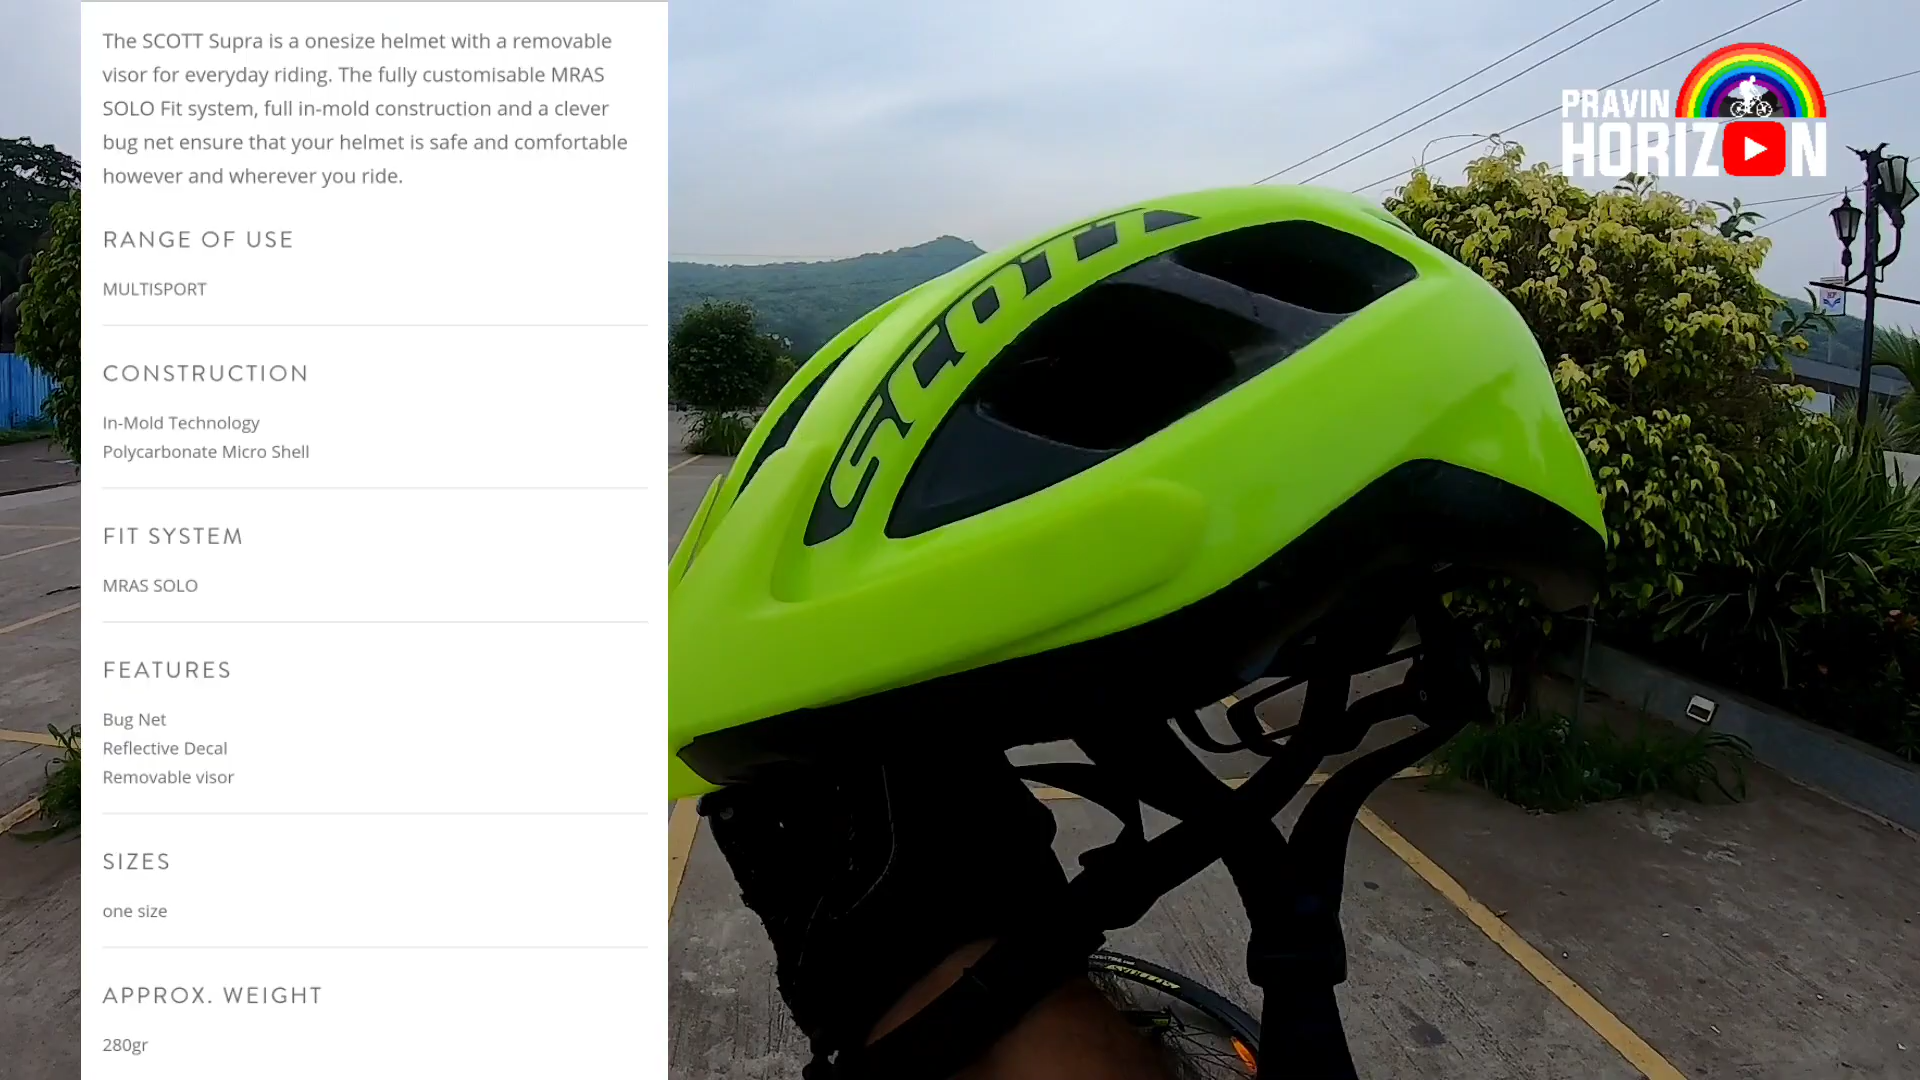 The SCOTT Supra is a onesize helmet with a removable
visor for everyday riding. The fully customisable MRAS
SOLO Fit system, full in-mold construction and a clever
bug net ensure that your helmet is safe and comfortable
however and wherever you ride.
RANGE OF USE
MULTISPORT
CONSTRUCTION
In-Mold Technology
Polycarbonate Micro Shell
FIT SYSTEM
MRAS SOLO
FEATURES
Bug Net
Reflective Decal
Removable visor
SIZES
one size
APPROX. WEIGHT
280gr
PRAVIN
HORIZON
SCOTT